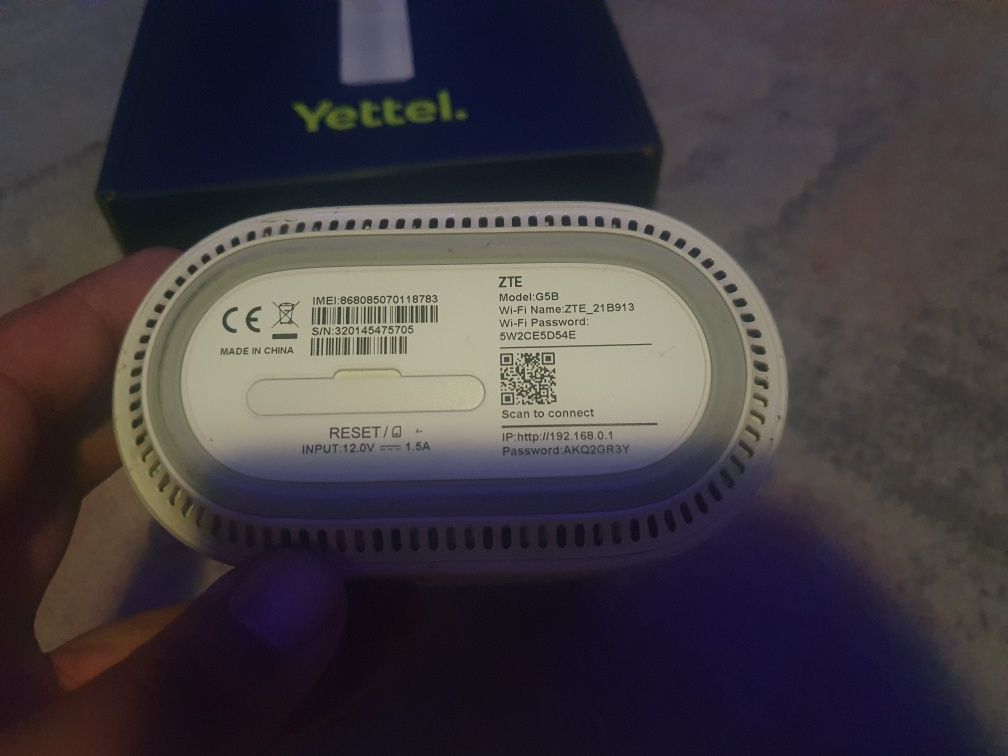 Yettel.
IMEI:868085070118783
S/N:320145475705
MADE IN CHINA
RESET/
INPUT:12.0V 1.5A
ZTE
Model:G5B
Wi-Fi Name:ZTE_21B913
Wi-Fi Password:
5W2CE5D54E
Scan to connect
IP:http://192.168.0.1
Password:AKQ2GR3Y